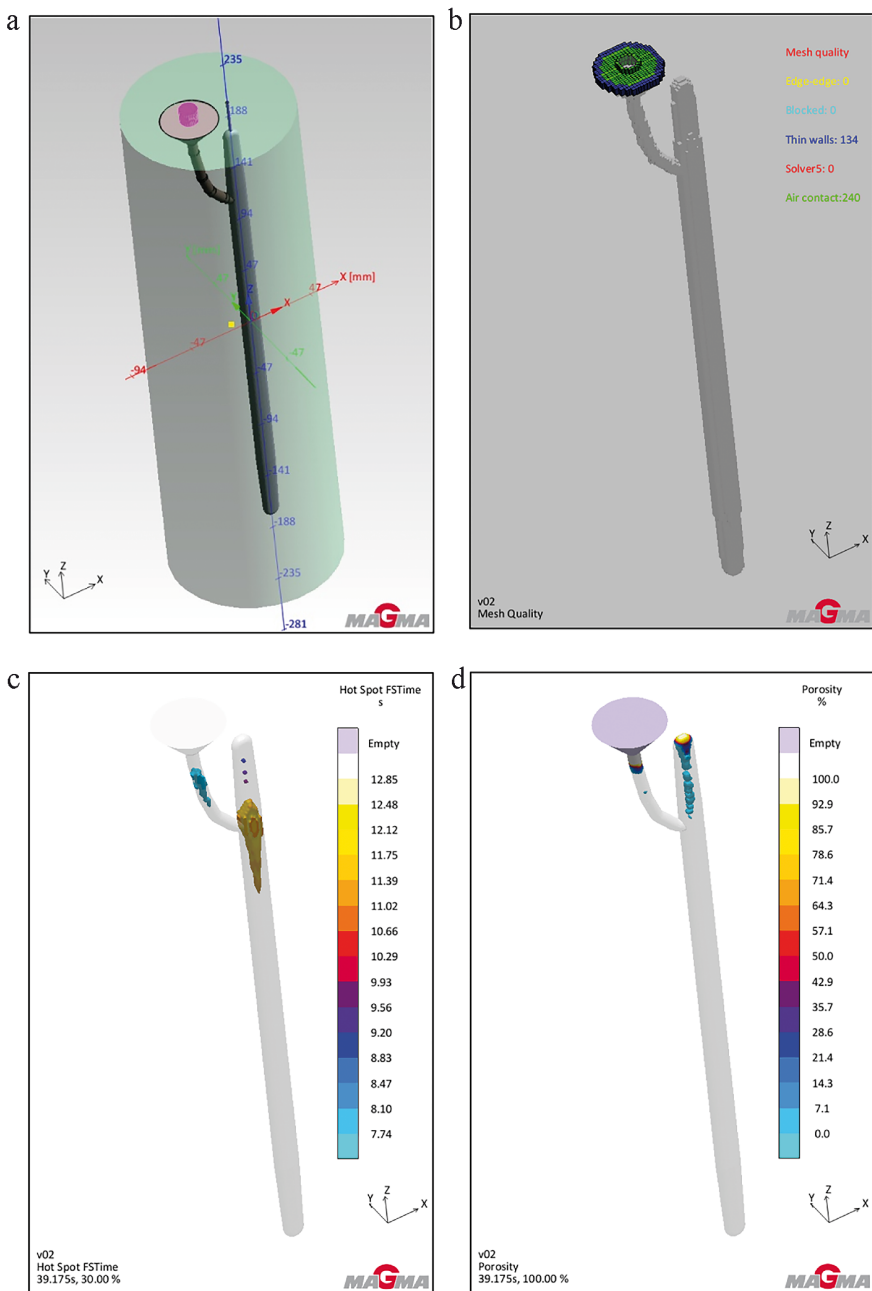 a
235
188
141
94
47
X [mm]
47
X
Z
0
-47
-47
-94
-47
-94
-141
-188
-235
-281
Y
Z
X
MAGMA
b
Mesh quality
Edge-edge: 0
Blocked: 0
Thin walls: 134
Solver5: 0
Air contact:240
Y
Z
X
v02
Mesh Quality
MAGMA
c
Hot Spot FSTime
s
Empty
12.85
12.48
12.12
11.75
11.39
11.02
10.66
10.29
9.93
9.56
9.20
8.83
8.47
8.10
7.74
Y
Z
X
v02
Hot Spot FSTime
39.175s, 30.00 %
MAGMA
d
Porosity
%
Empty
100.0
92.9
85.7
78.6
71.4
64.3
57.1
50.0
42.9
35.7
28.6
21.4
14.3
7.1
0.0
Y
Z
X
v02
Porosity
39.175s, 100.00 %
MAGMA